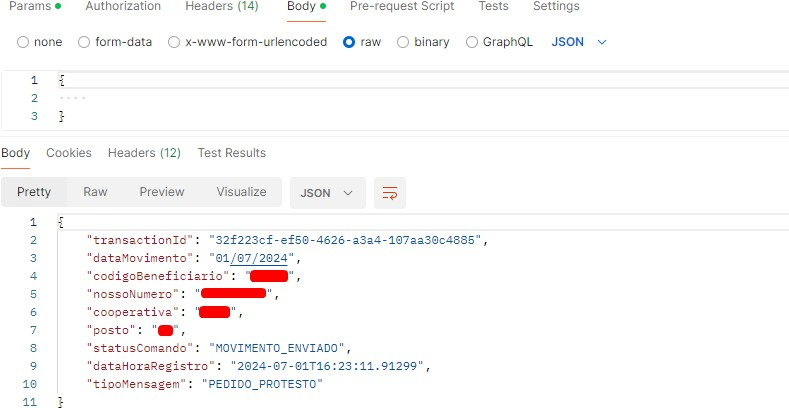 Params Authorization Headers (14) Body Pre-request Script Tests Settings
none form-data x-www-form-urlencoded raw binary GraphQL JSON
1 {
2 ····
3 }
Body Cookies Headers (12) Test Results
Pretty Raw Preview Visualize JSON
1 {
2 "transactionId": "32f223cf-ef50-4626-a3a4-107aa30c4885",
3 "dataMovimento": "01/07/2024",
4 "codigoBeneficiario": "",
5 "nossoNumero": "",
6 "cooperativa": "",
7 "posto": "",
8 "statusComando": "MOVIMENTO_ENVIADO",
9 "dataHoraRegistro": "2024-07-01T16:23:11.91299",
10 "tipoMensagem": "PEDIDO_PROTESTO"
11 }